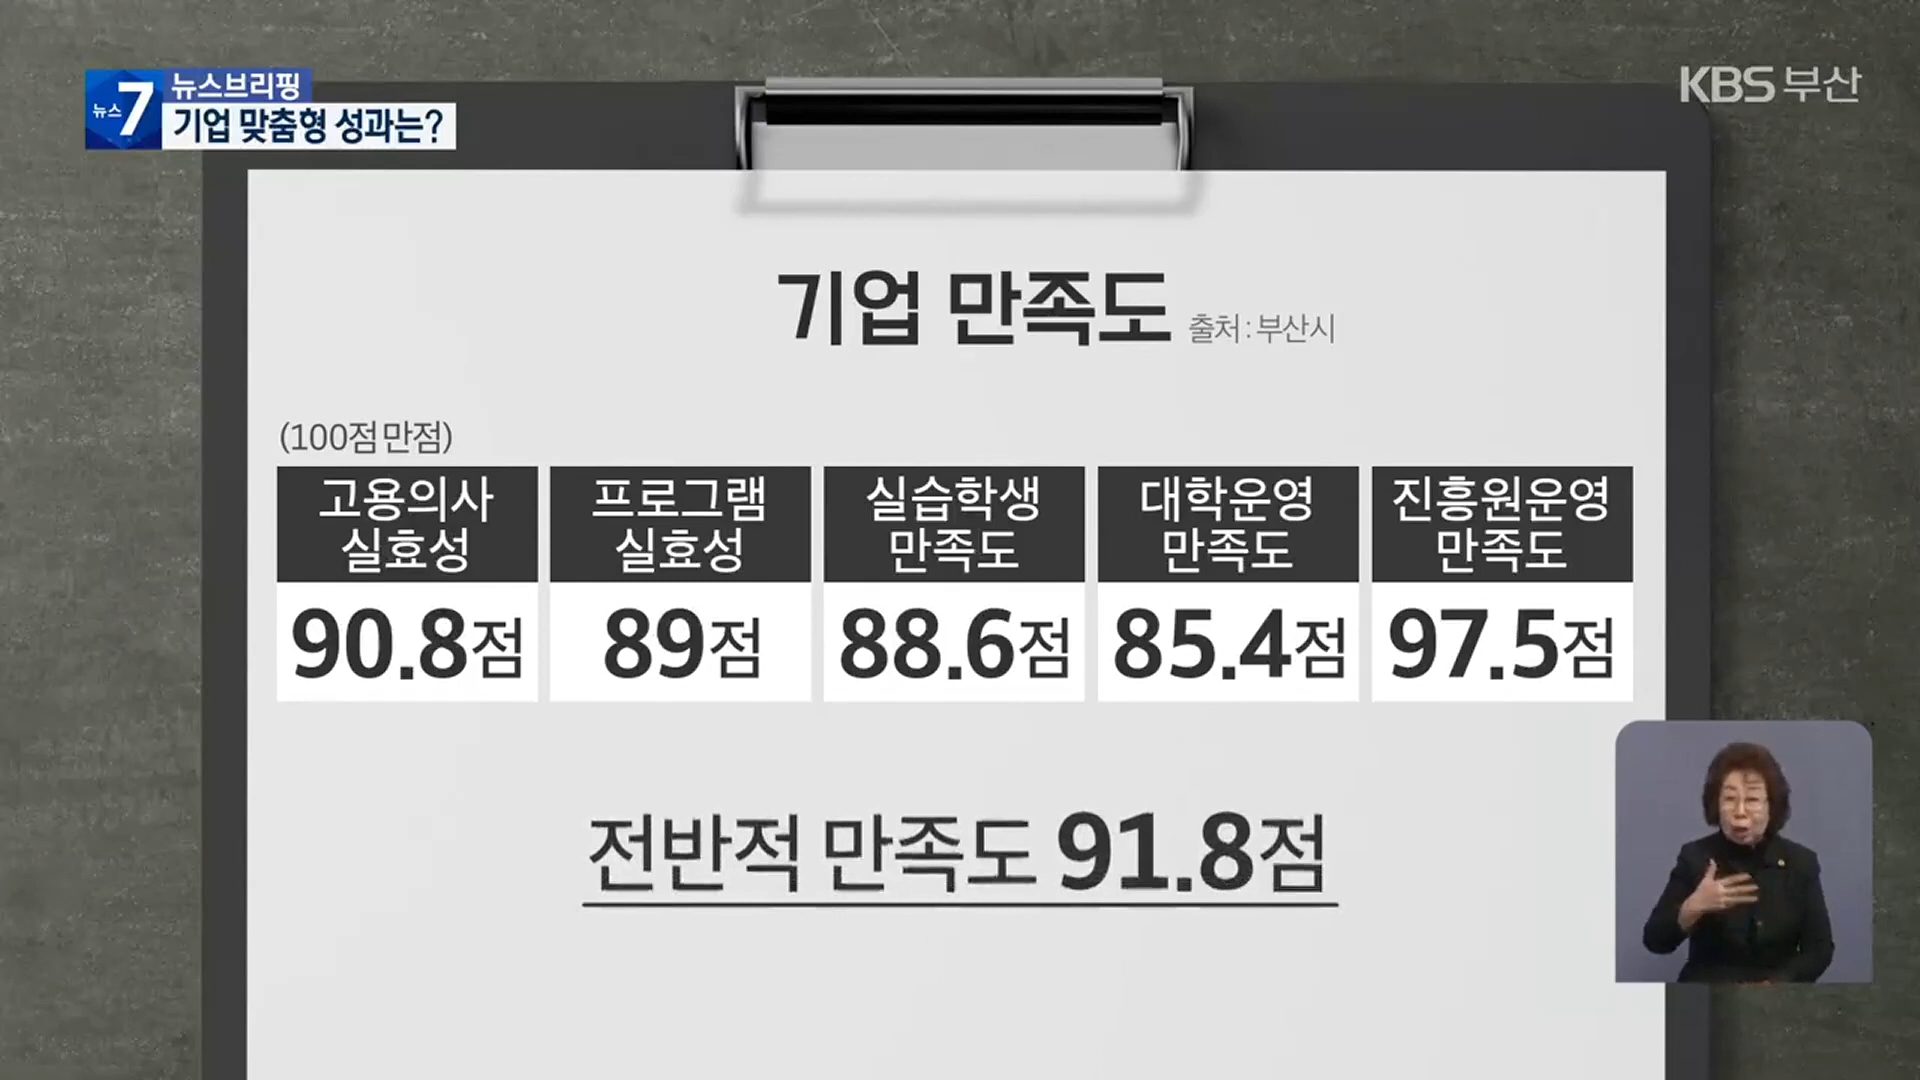 뉴스7
뉴스브리핑
기업 맞춤형 성과는?
KBS 부산
기업 만족도 출처 : 부산시
(100점 만점)
고용의사
실효성
90.8점
프로그램
실효성
89점
실습학생
만족도
88.6점
대학운영
만족도
85.4점
진흥원운영
만족도
97.5점
전반적 만족도 91.8점